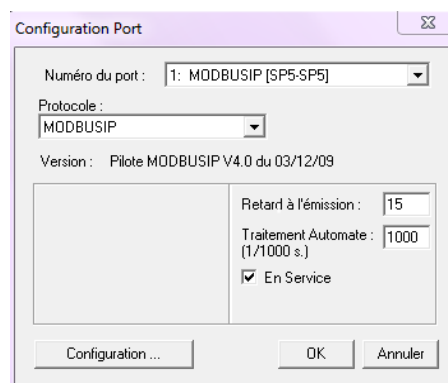 Configuration Port
Numéro du port : 1: MODBUSIP [SP5-SP5]
Protocole :
MODBUSIP
Version : Pilote MODBUSIP V4.0 du 03/12/09
Retard à l'émission : 15
Traitement Automate : 1000
(1/1000 s.)
En Service
Configuration ... OK Annuler